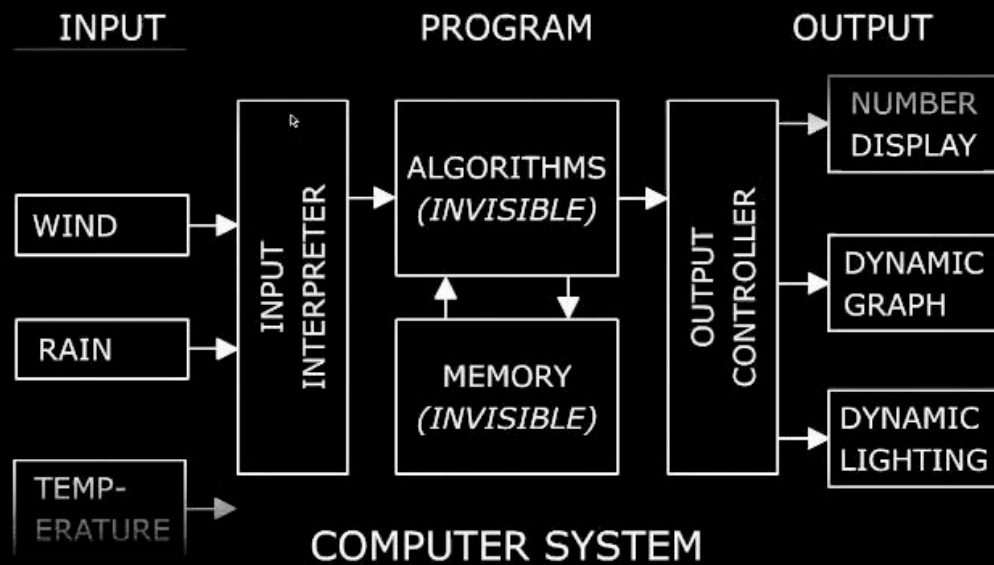 INPUT
PROGRAM
OUTPUT
WIND
RAIN
TEMP-
ERATURE
INPUT
INTERPRETER
ALGORITHMS
(INVISIBLE)
MEMORY
(INVISIBLE)
OUTPUT
CONTROLLER
NUMBER
DISPLAY
DYNAMIC
GRAPH
DYNAMIC
LIGHTING
COMPUTER SYSTEM